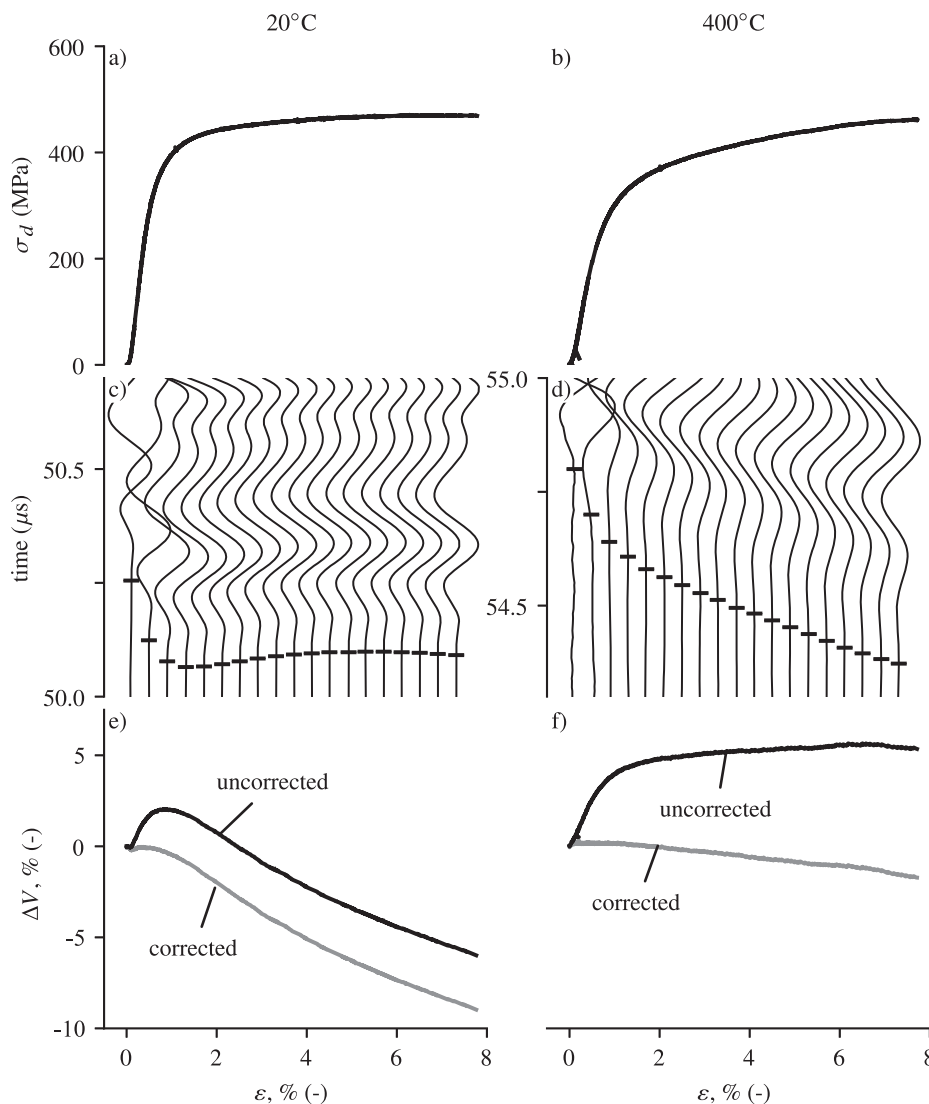 20°C 400°C
600
a)
b)
400
σd (MPa)
200
0
c)
55.0
d)
50.5
time (μs)
54.5
50.0
e)
f)
5
uncorrected
uncorrected
0
ΔV, % (-)
corrected
corrected
-5
-10
0 2 4 6 8 0 2 4 6 8
ε, % (-) ε, % (-)